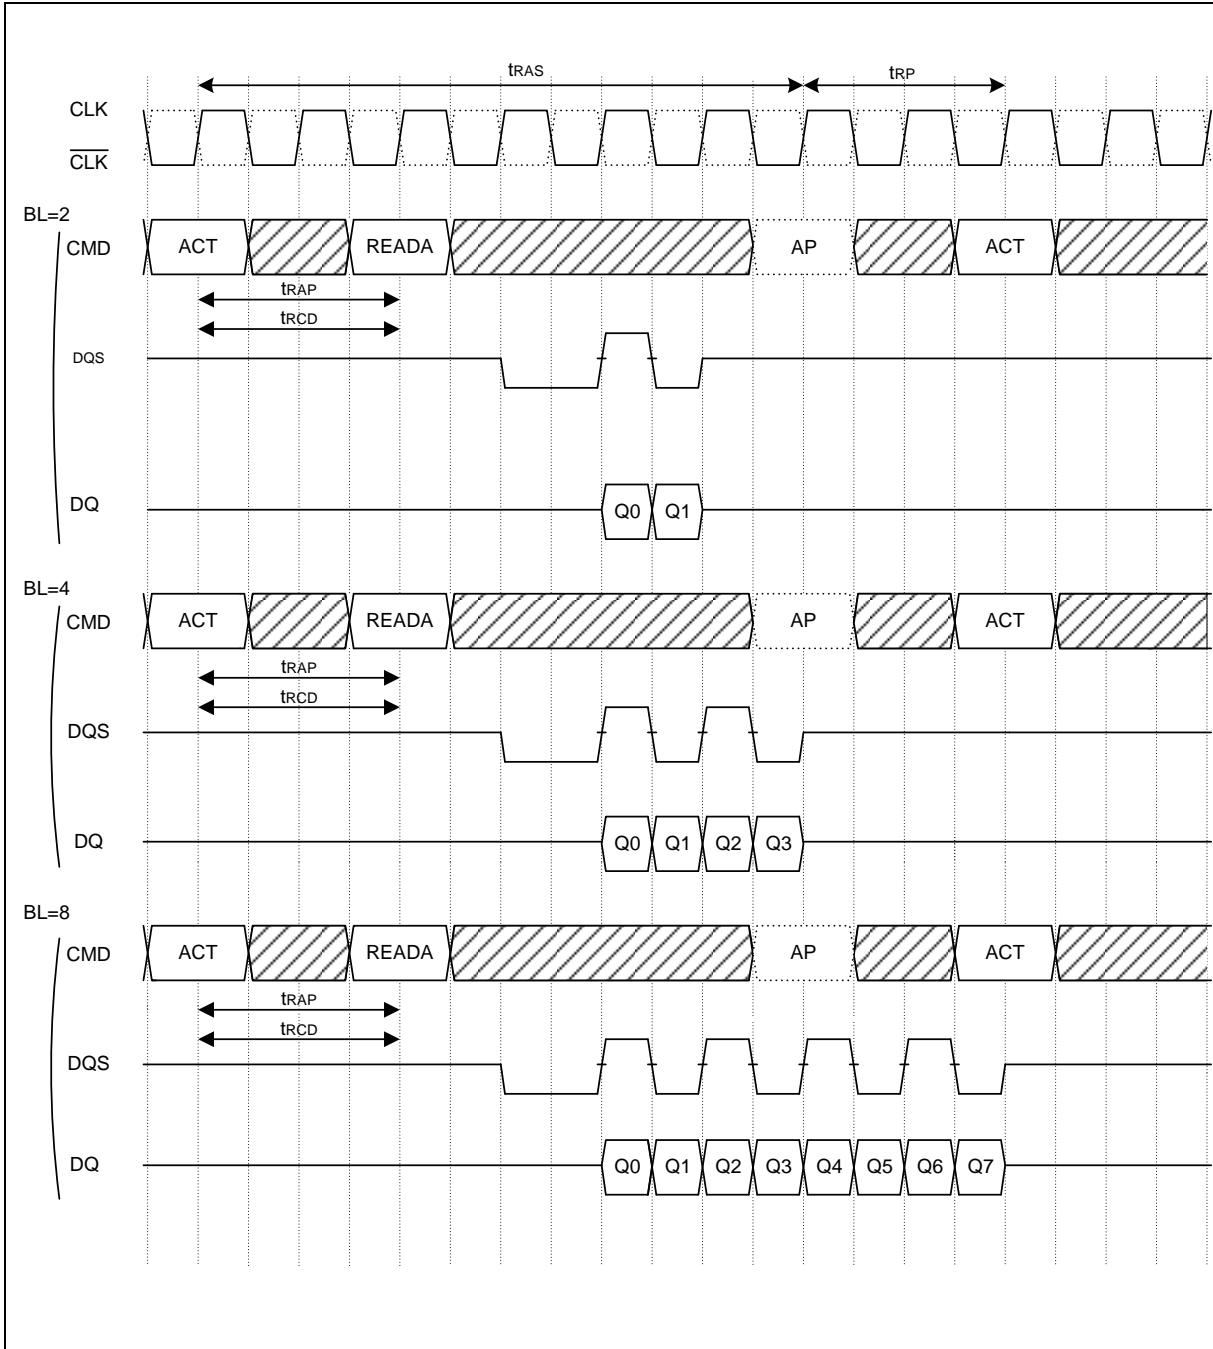 tRAS
tRP
CLK
CLK
BL=2
CMD ACT READA AP ACT
tRAP
tRCD
DQS
DQ Q0 Q1
BL=4
CMD ACT READA AP ACT
tRAP
tRCD
DQS
DQ Q0 Q1 Q2 Q3
BL=8
CMD ACT READA AP ACT
tRAP
tRCD
DQS
DQ Q0 Q1 Q2 Q3 Q4 Q5 Q6 Q7